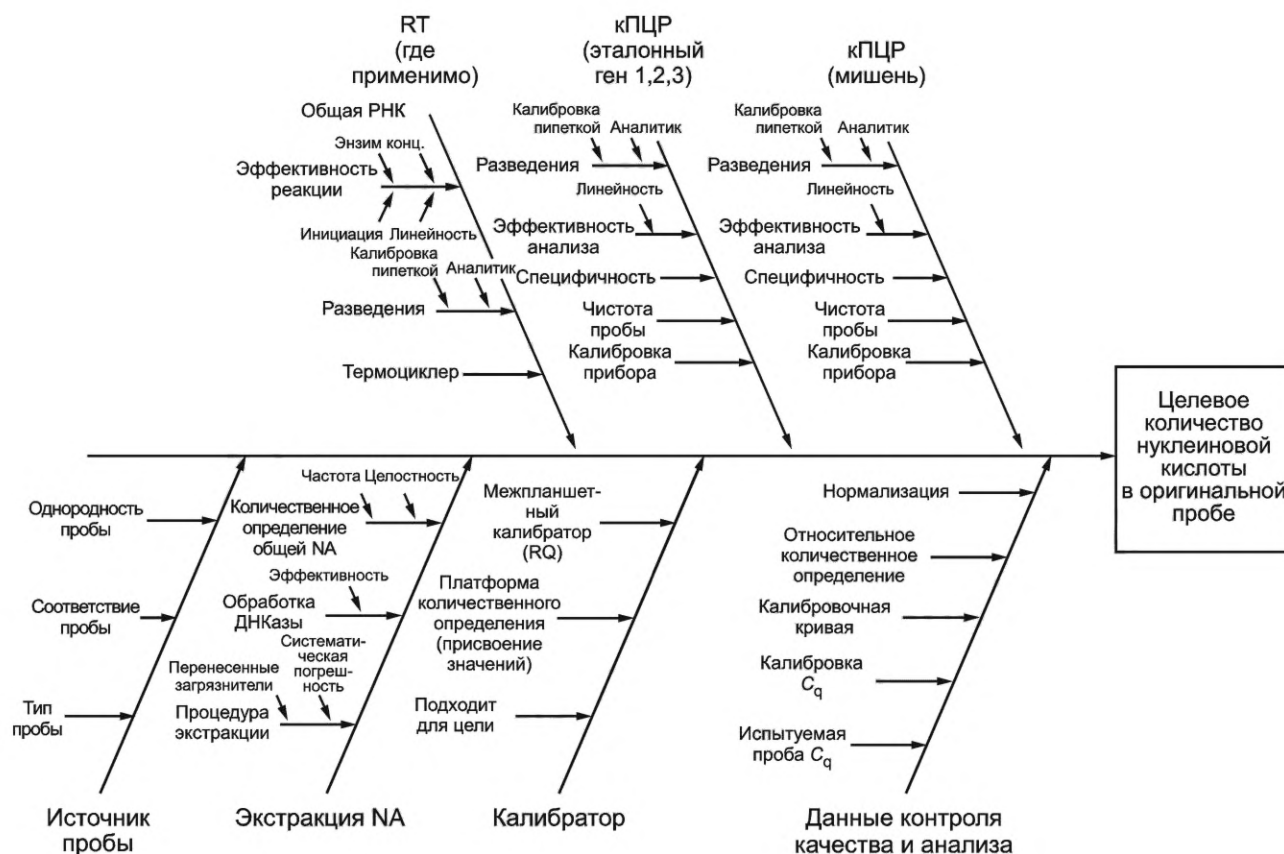 RT
(где
применимо)
Общая РНК
Энзим конц.
Эффективность
реакции
Инициация Линейность
Калибровка
пипеткой
Аналитик
Разведения
Термоциклер
кПЦР
(эталонный
ген 1,2,3)
Калибровка
пипеткой
Аналитик
Разведения
Линейность
Эффективность
анализа
Специфичность
Чистота
пробы
Калибровка
прибора
кПЦР
(мишень)
Калибровка
пипеткой
Аналитик
Разведения
Линейность
Эффективность
анализа
Специфичность
Чистота
пробы
Калибровка
прибора
Целевое
количество
нуклеиновой
кислоты
в оригинальной
пробе
Однородность
пробы
Соответствие
пробы
Тип
пробы
Источник
пробы
Частота Целостность
Количественное
определение
общей NA
Эффективность
Обработка
ДНКазы
Системати-
ческая
погреш-
ность
Перенесенные
загрязнители
Процедура
экстракции
Экстракция NA
Межпланшет-
ный
калибратор
(RQ)
Платформа
количественного
определения
(присвоение
значений)
Подходит
для цели
Калибратор
Нормализация
Относительное
количественное
определение
Калибровочная
кривая
Калибровка
Cq
Испытуемая
проба Cq
Данные контроля
качества и анализа